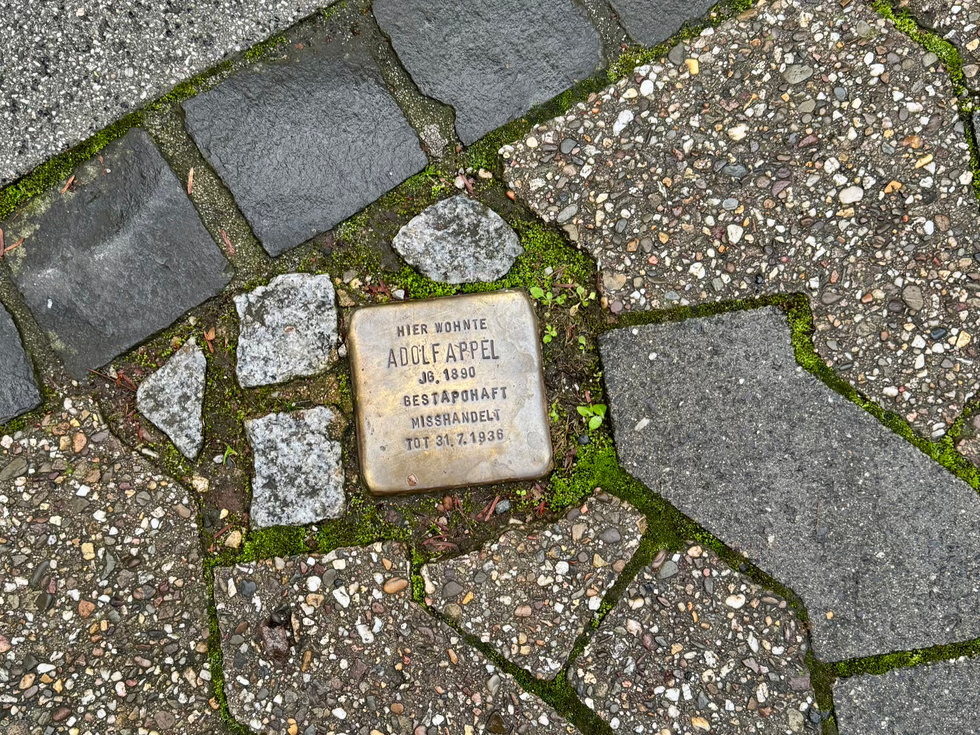 HIER WOHNTE
ADOLF APPEL
JG. 1890
GESTAPOHAFT
MISSHANDELT
TOT 31.7.1936